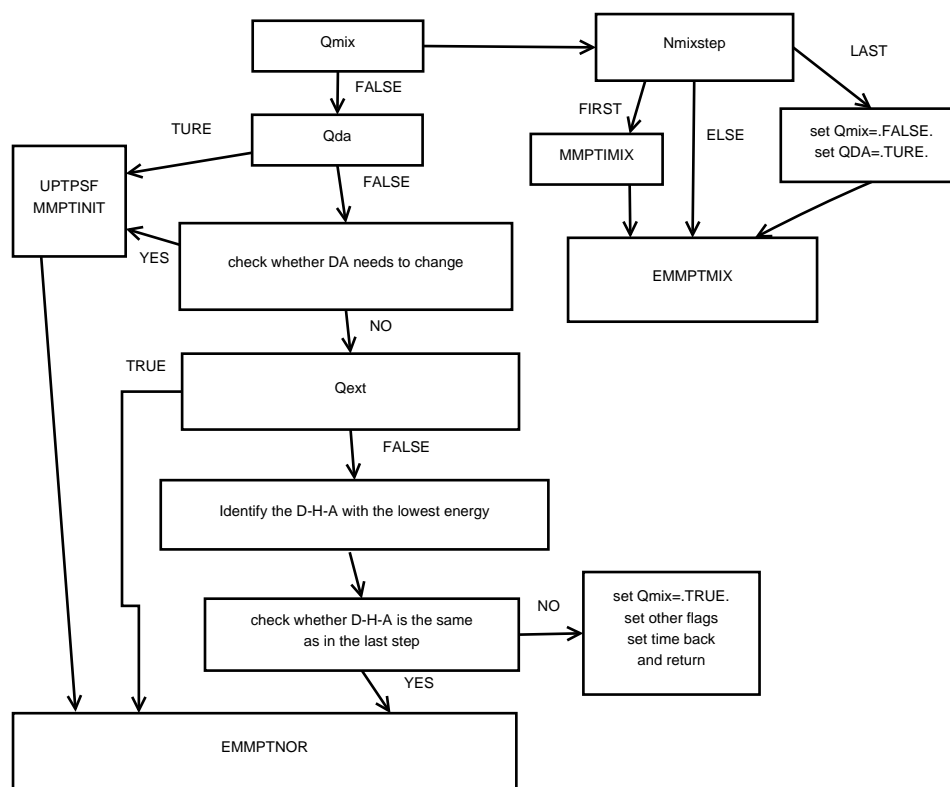 Qmix
Nmixstep
LAST
FALSE
FIRST
TURE
Qda
ELSE
set Qmix=.FALSE.
set QDA=.TURE.
MMPTIMIX
FALSE
UPTPSF
MMPTINIT
YES
check whether DA needs to change
EMMPTMIX
NO
TRUE
Qext
FALSE
Identify the D-H-A with the lowest energy
check whether D-H-A is the same
as in the last step
NO
set Qmix=.TRUE.
set other flags
set time back
and return
YES
EMMPTNOR